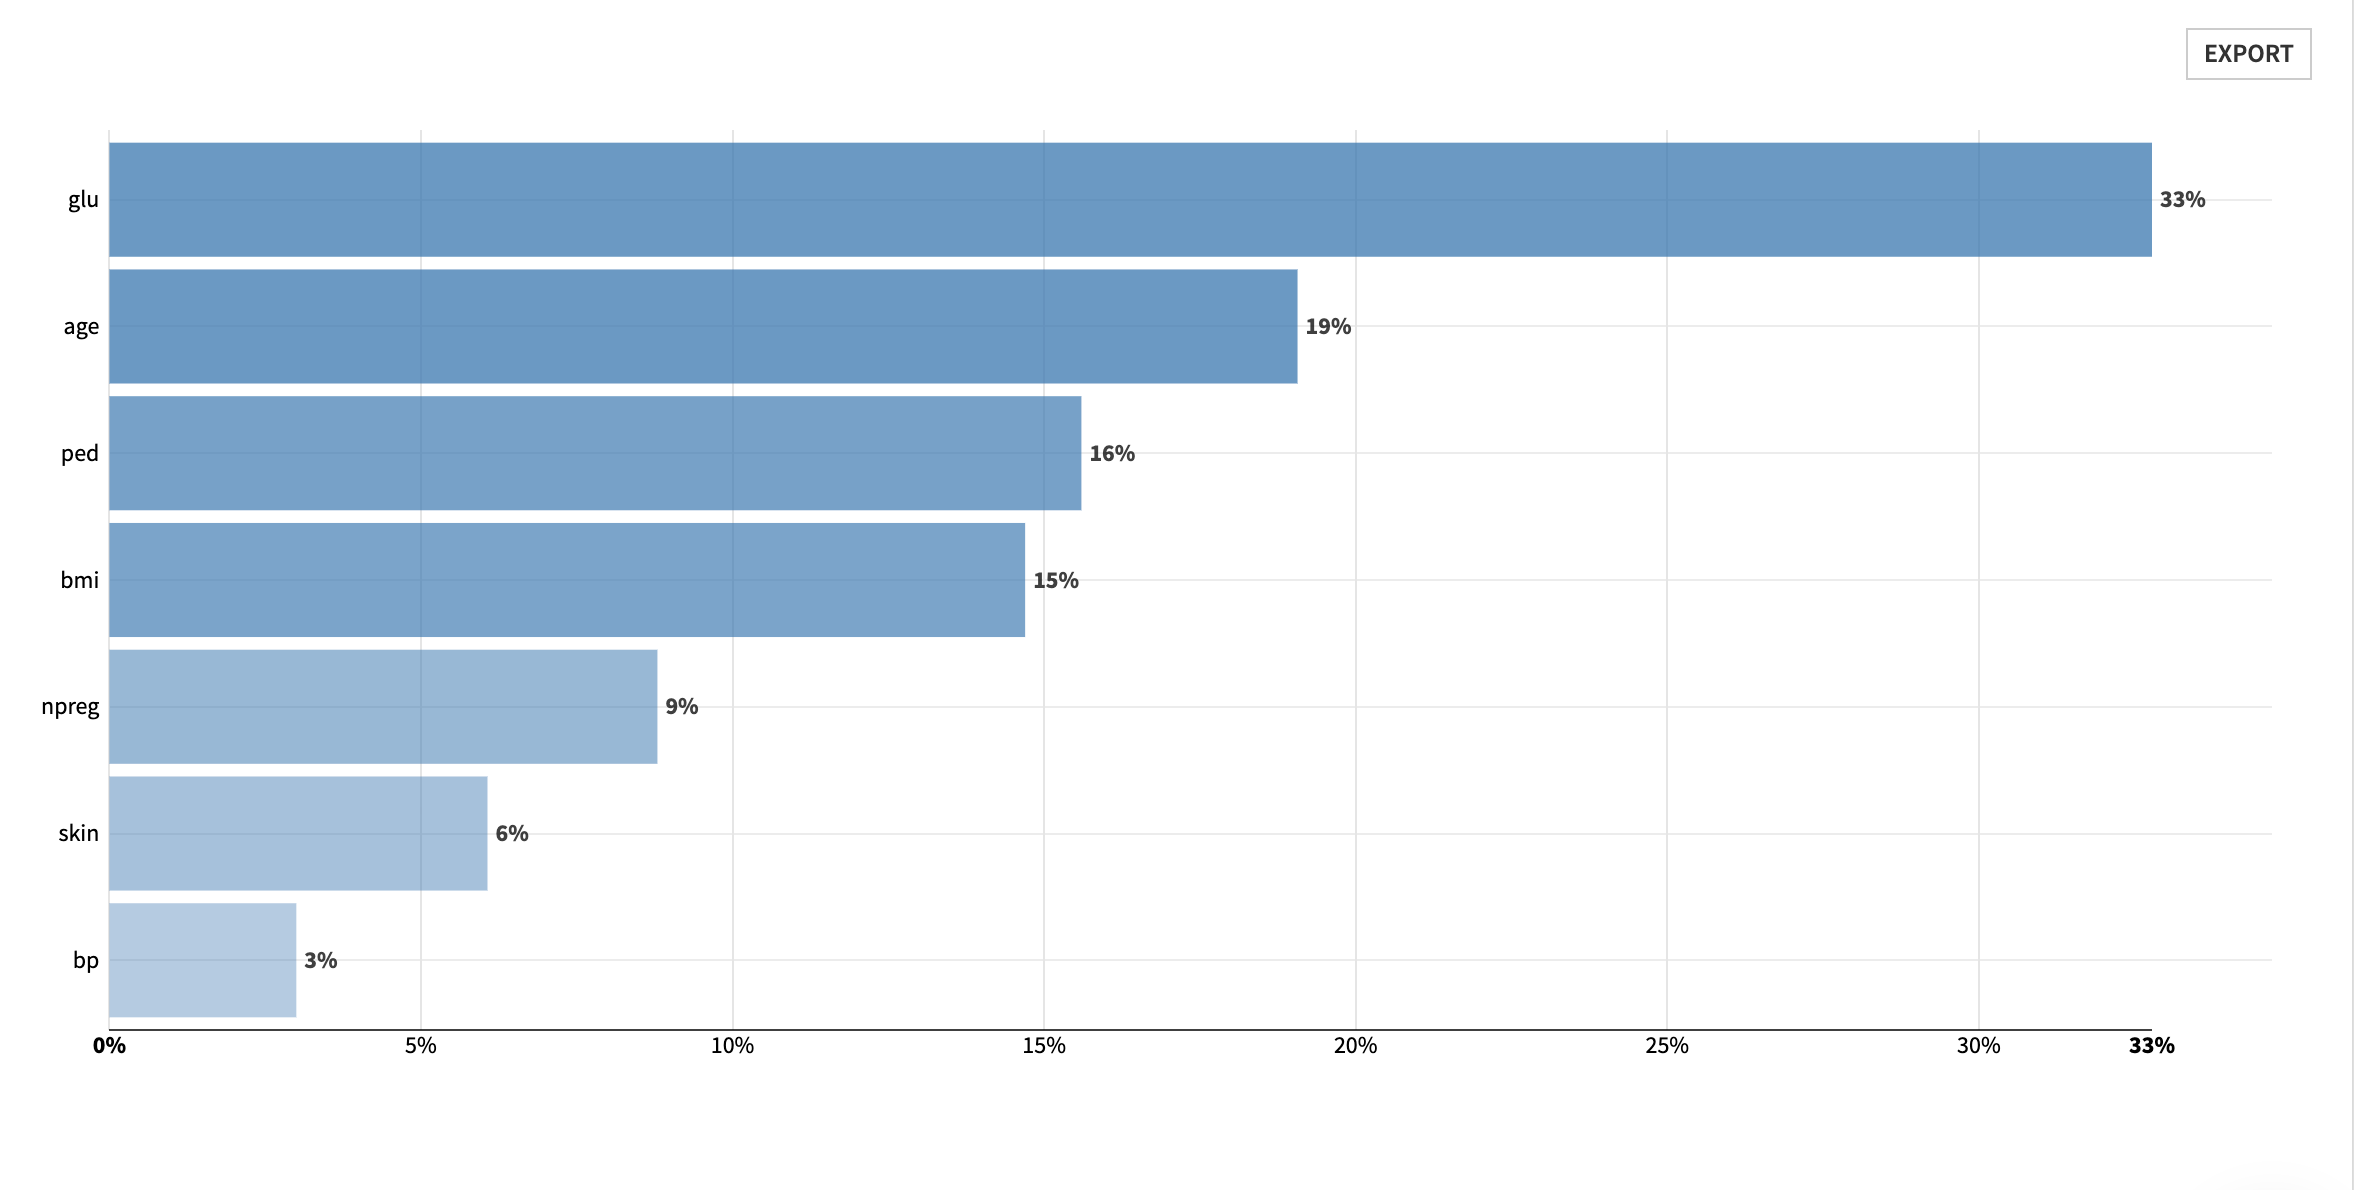 EXPORT
glu 33%
age 19%
ped 16%
bmi 15%
npreg 9%
skin 6%
bp 3%
0% 5% 10% 15% 20% 25% 30% 33%